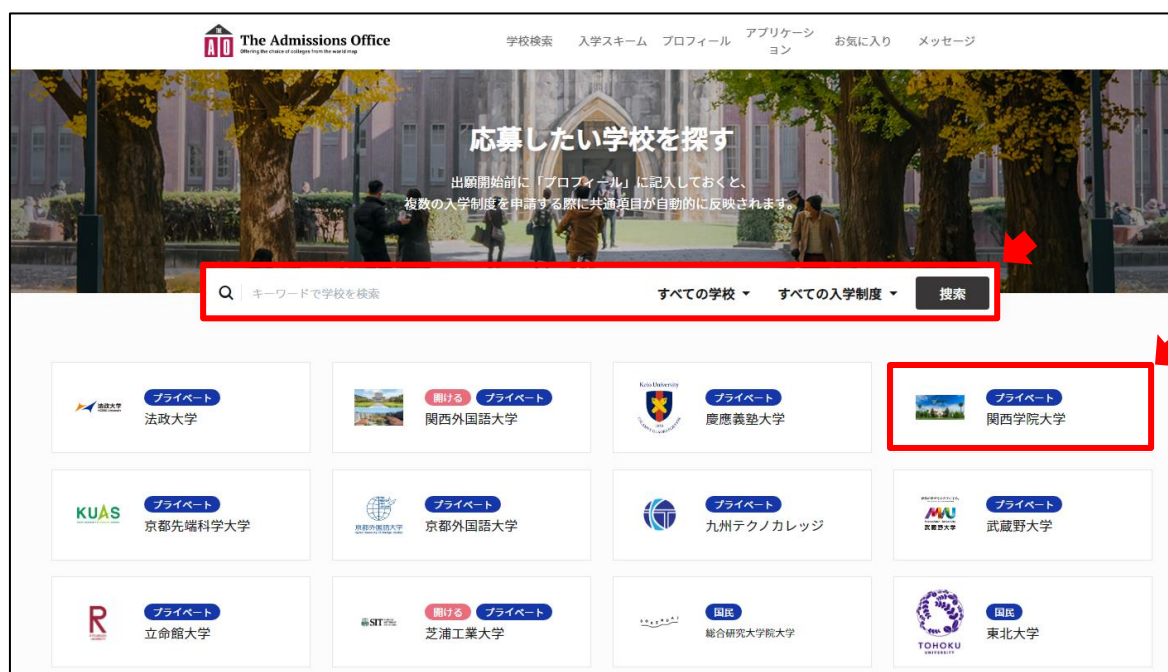 The Admissions Office
Offering the choice of colleges from the world map
学校検索
入学スキーム
プロフィール
アプリケーシ
ョン
お気に入り
メッセージ
応募したい学校を探す
出願開始前に「プロフィール」に記入しておくと、
複数の入学制度を申請する際に共通項目が自動的に反映されます。
キーワードで学校を検索
すべての学校
すべての入学制度
捜索
法政大学
プライベート
法政大学
開ける プライベート
関西外国語大学
Keio University
プライベート
慶應義塾大学
プライベート
関西学院大学
KUAS
プライベート
京都先端科学大学
京都外国語大学
プライベート
京都外国語大学
プライベート
九州テクノカレッジ
MU
武蔵野大学
プライベート
武蔵野大学
R
プライベート
立命館大学
SIT
開ける プライベート
芝浦工業大学
国民
総合研究大学院大学
TOHOKU
UNIVERSITY
国民
東北大学